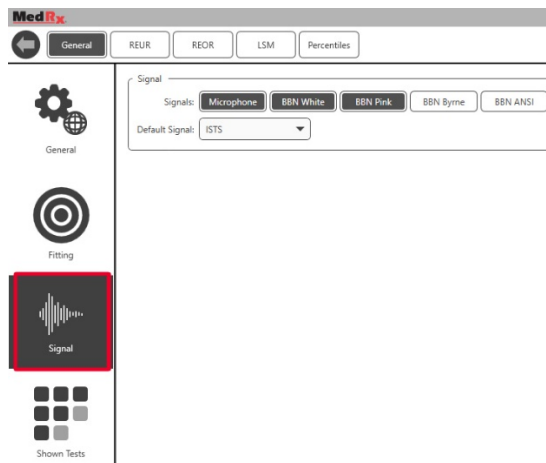 MedRx
General REUR REOR LSM Percentiles
Signal
Signals: Microphone BBN White BBN Pink BBN Byrne BBN ANSI
Default Signal: ISTS
General
Fitting
Signal
Shown Tests